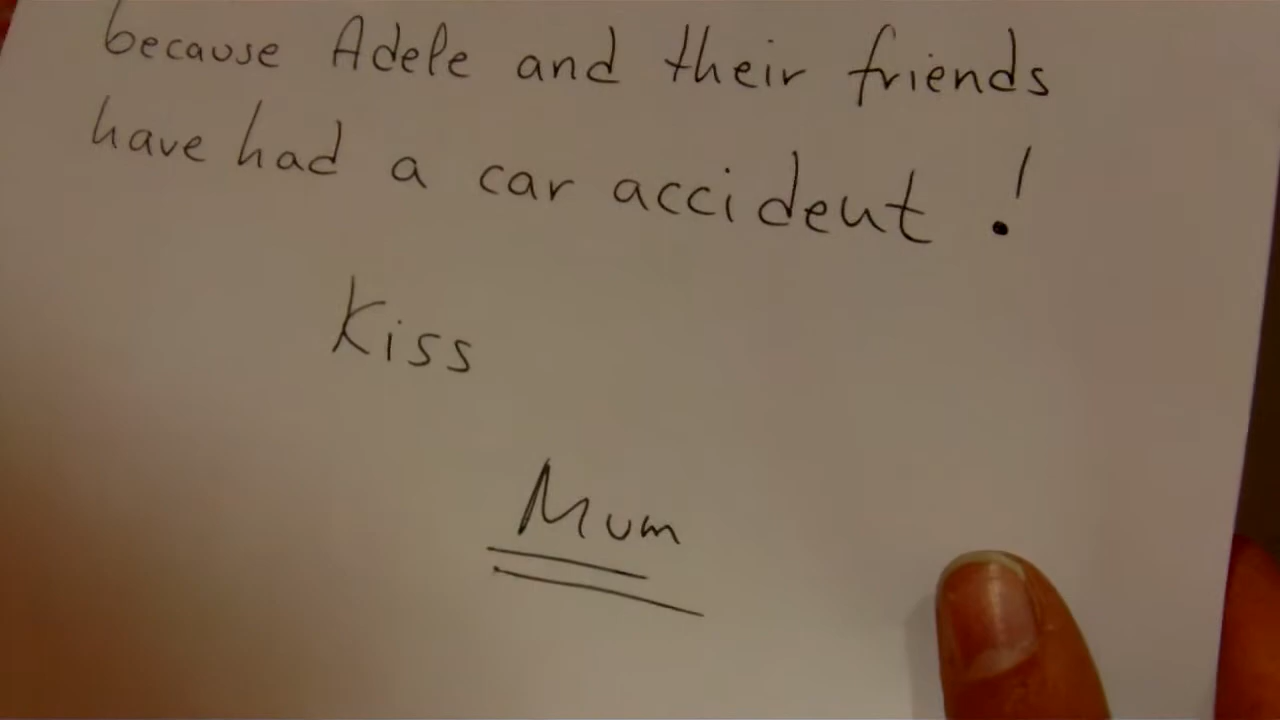 because Adele and their friends
have had a car accident !
Kiss
Mum